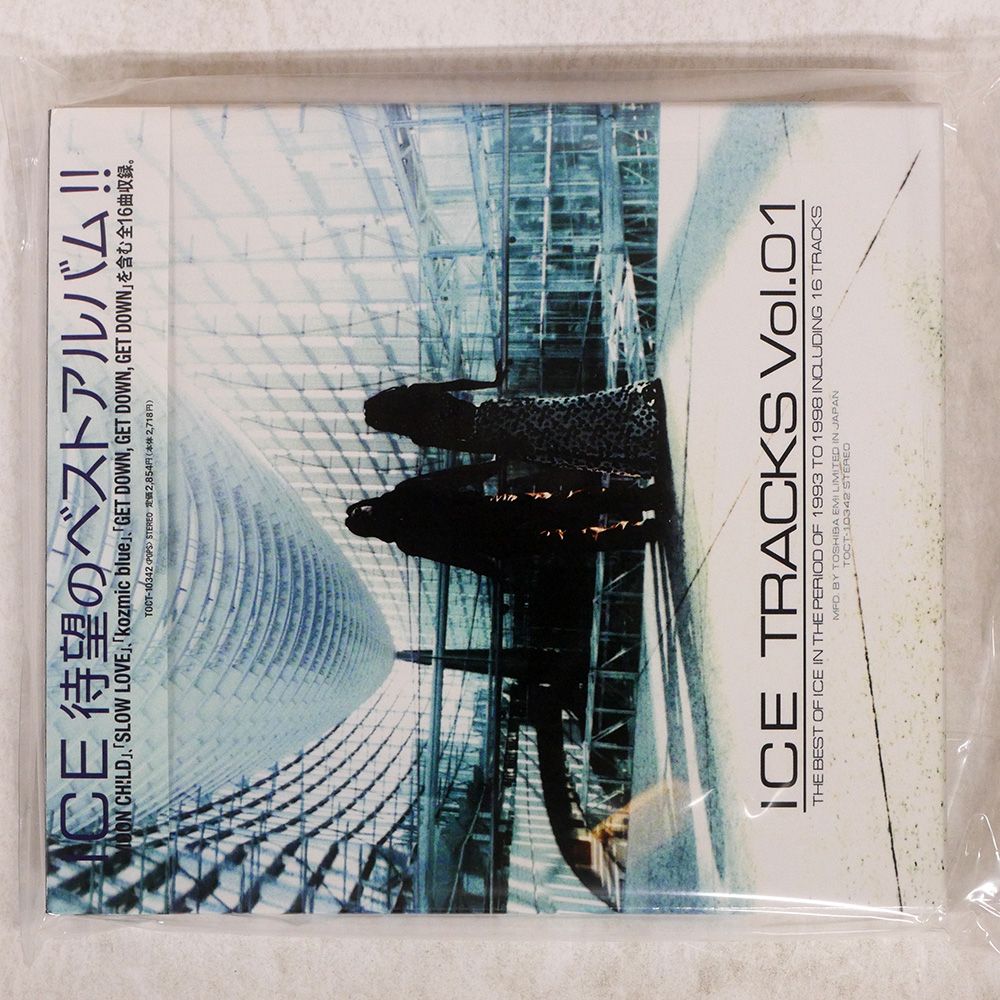 ICE 待望のベストアルバム!!
「MOON CHILD」、「SLOW LOVE」、「kozmic blue」、「GET DOWN, GET DOWN, GET DOWN」を含む全16曲収録。
TOCT-10342〈POPS〉 STEREO 定価2,854円(本体 2,718円)
ICE TRACKS Vol.01
THE BEST OF ICE IN THE PERIOD OF 1993 TO 1998 INCLUDING 16 TRACKS
MFD. BY TOSHIBA EMI LIMITED IN JAPAN
TOCT-10342 STEREO